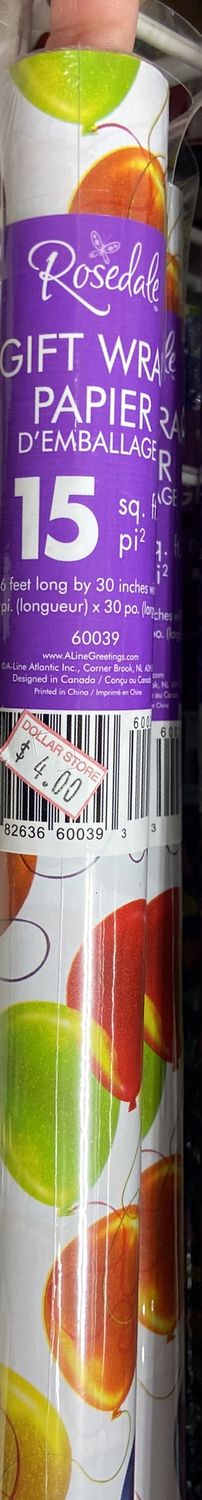 Rosedale
GIFT WRA
PAPIER
D'EMBALLAGE
15
sq. f
pi²
6 feet long by 30 inches w
pi. (longueur) x 30 po. (lar
60039
www.ALineGreetings.com
©A-Line Atlantic Inc., Corner Brook, NL
Designed in Canada / Conçu au Canada
Printed in China / Imprimé en Chine
DOLLAR STORE
$ 4.00
82636 60039 3